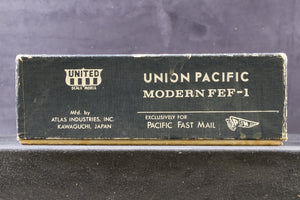 UNITED
SCALE MODELS
Mfd. by
ATLAS INDUSTRIES, INC.
KAWAGUCHI, JAPAN
UNION PACIFIC
MODERN FEF-1
EXCLUSIVELY FOR
PACIFIC FAST MAIL
PFM